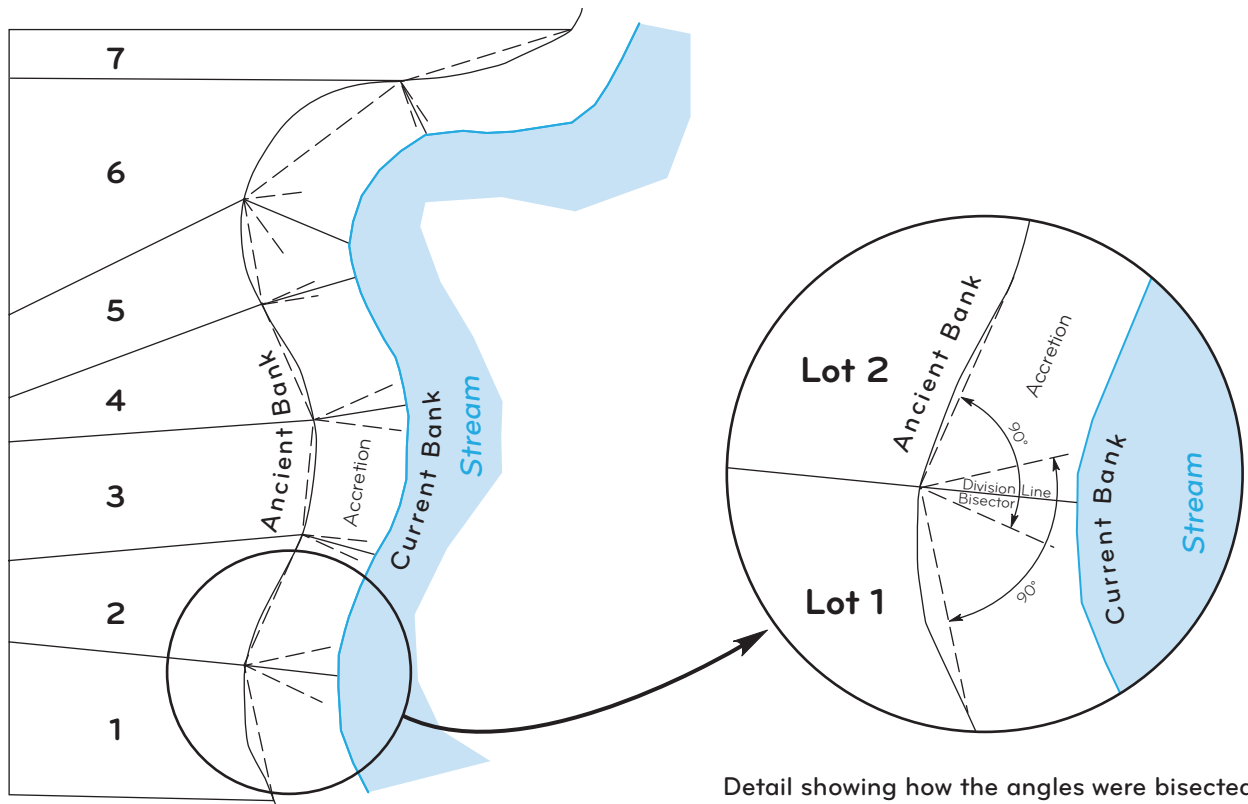 7
6
5
4
3
2
1
Ancient Bank
Accretion
Current Bank
Stream
Lot 2
Ancient Bank
Accretion
90°
Division Line
Bisector
Current Bank
Stream
Lot 1
90°
Detail showing how the angles were bisected